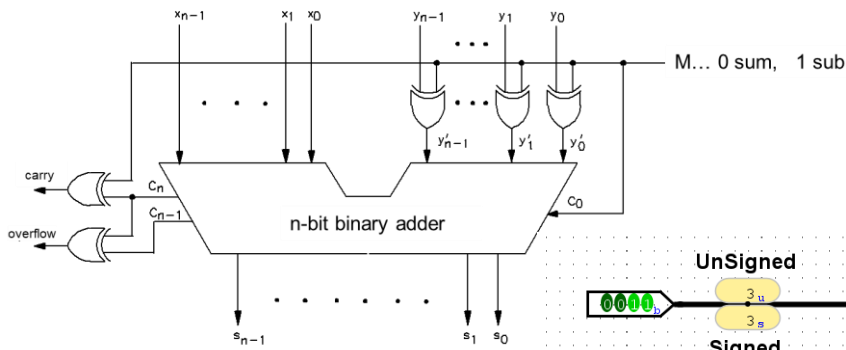 xn-1 x1 x0 yn-1 y1 y0
M... 0 sum, 1 sub
y'n-1 y'1 y'0
carry
Cn
Cn-1
C0
overflow
n-bit binary adder
UnSigned
0011b
3u
3s
sn-1 s1 s0
Signed